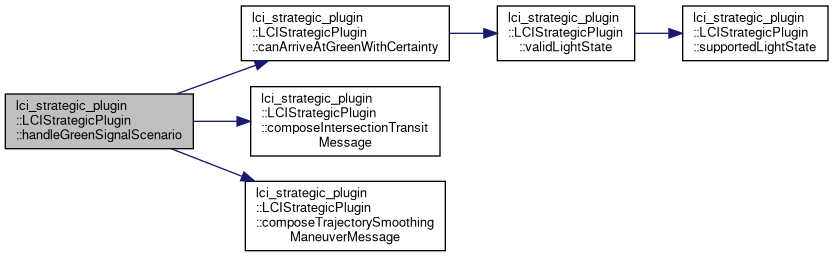 lci_strategic_plugin
::LCIStrategicPlugin
::handleGreenSignalScenario
lci_strategic_plugin
::LCIStrategicPlugin
::canArriveAtGreenWithCertainty
lci_strategic_plugin
::LCIStrategicPlugin
::validLightState
lci_strategic_plugin
::LCIStrategicPlugin
::supportedLightState
lci_strategic_plugin
::LCIStrategicPlugin
::composeIntersectionTransit
Message
lci_strategic_plugin
::LCIStrategicPlugin
::composeTrajectorySmoothing
ManeuverMessage